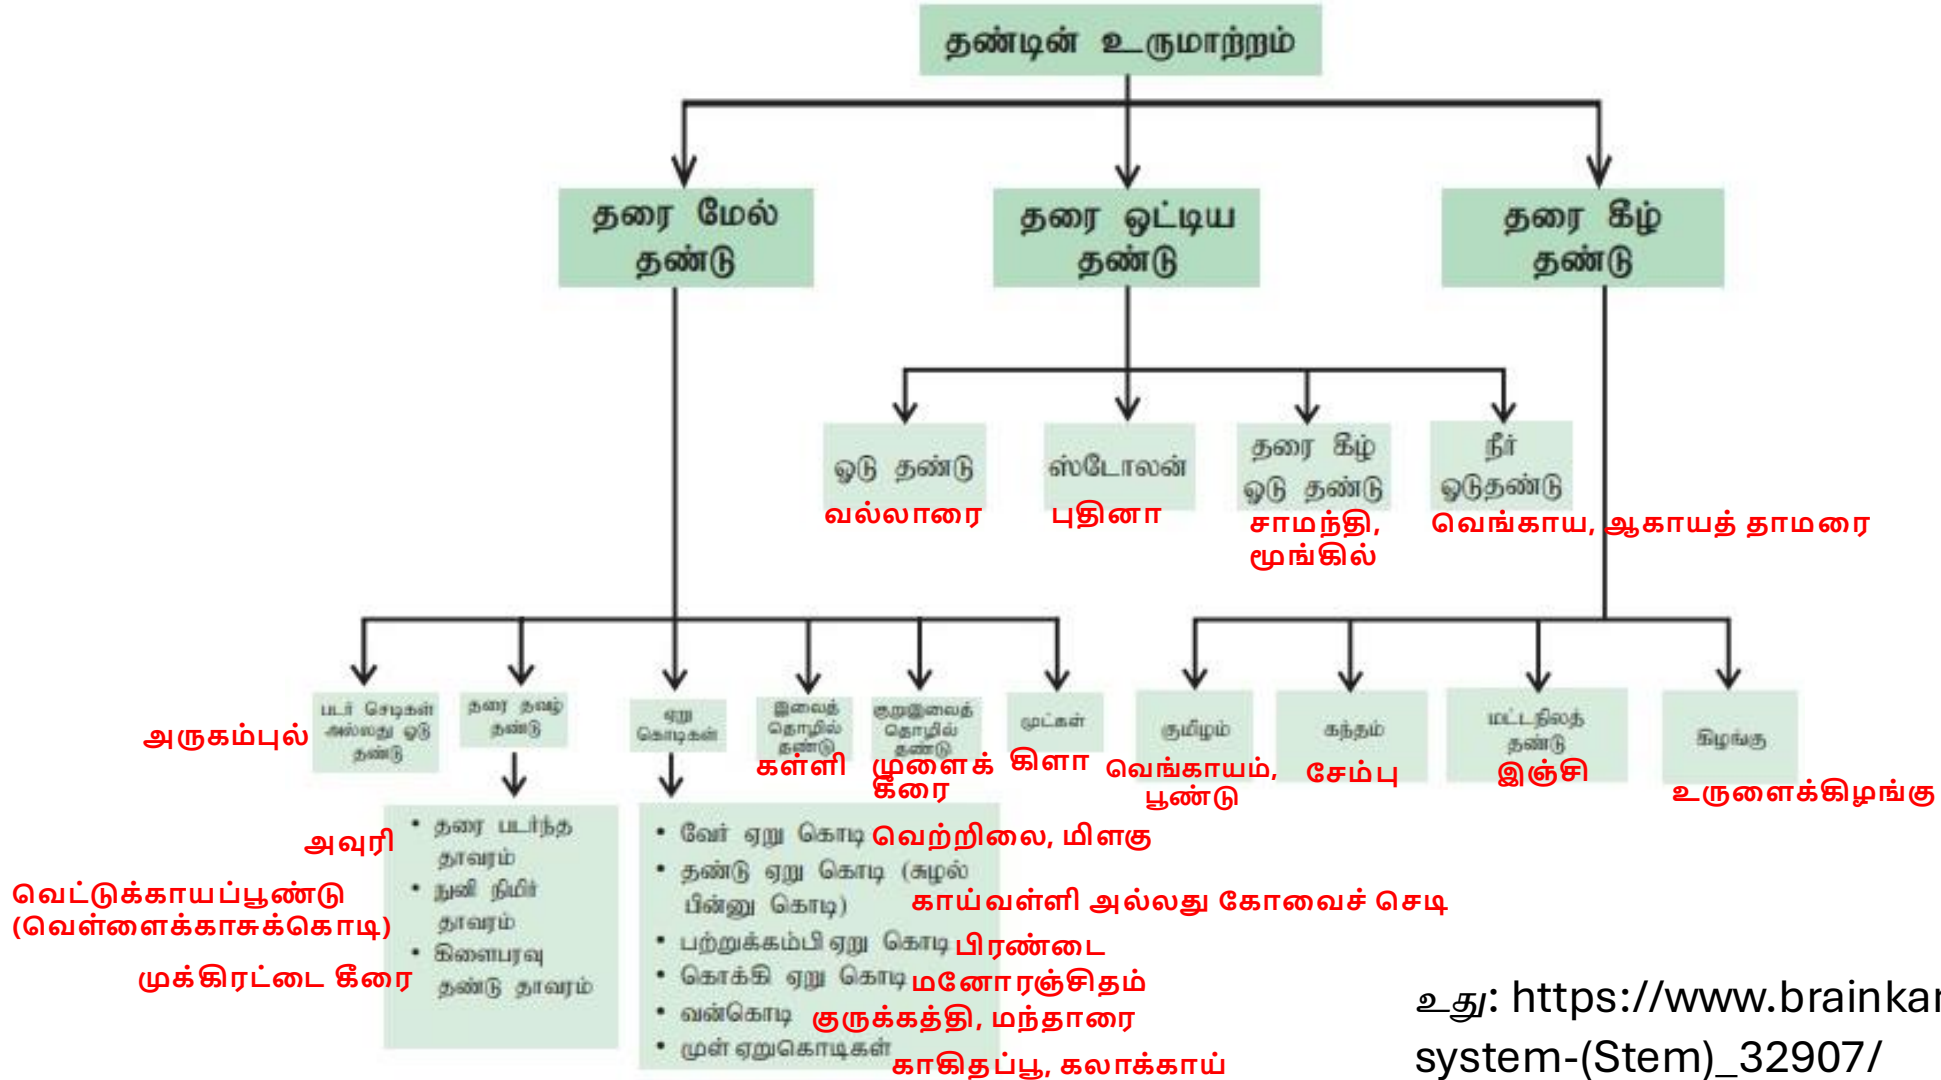 தண்டின் உருமாற்றம்
தரை மேல்
தண்டு
தரை ஒட்டிய
தண்டு
தரை கீழ்
தண்டு
ஓடு தண்டு
வல்லாரை
ஸ்டோலன்
புதினா
தரை கீழ்
ஓடு தண்டு
சாமந்தி,
மூங்கில்
நீர்
ஓடுதண்டு
வெங்காய, ஆகாயத் தாமரை
அருகம்புல்
படர் செடிகள்
அல்லது ஓடு
தண்டு
தரை தவழ்
தண்டு
ஏறு
கொடிகள்
இலைத்
தொழில்
தண்டு
கள்ளி
குறுஇலைத்
தொழில்
தண்டு
முளைக்
கீரை
முட்கள்
கிளா
குமிழம்
வெங்காயம்,
பூண்டு
கந்தம்
சேம்பு
மட்டநிலத்
தண்டு
இஞ்சி
கிழங்கு
உருளைக்கிழங்கு
அவுரி
• தரை படர்ந்த
தாவரம்
வெட்டுக்காயப்பூண்டு
(வெள்ளைக்காசுக்கொடி)
• நுனி நிமிர்
தாவரம்
முக்கிரட்டை கீரை
• கிளைபரவு
தண்டு தாவரம்
• வேர் ஏறு கொடி வெற்றிலை, மிளகு
• தண்டு ஏறு கொடி (சுழல்
பின்னு கொடி) காய்வள்ளி அல்லது கோவைச் செடி
• பற்றுக்கம்பி ஏறு கொடி பிரண்டை
• கொக்கி ஏறு கொடி மனோரஞ்சிதம்
• வன்கொடி குருக்கத்தி, மந்தாரை
• முள் ஏறுகொடிகள் காகிதப்பூ, கலாக்காய்
உது: https://www.brainkar
system-(Stem)_32907/